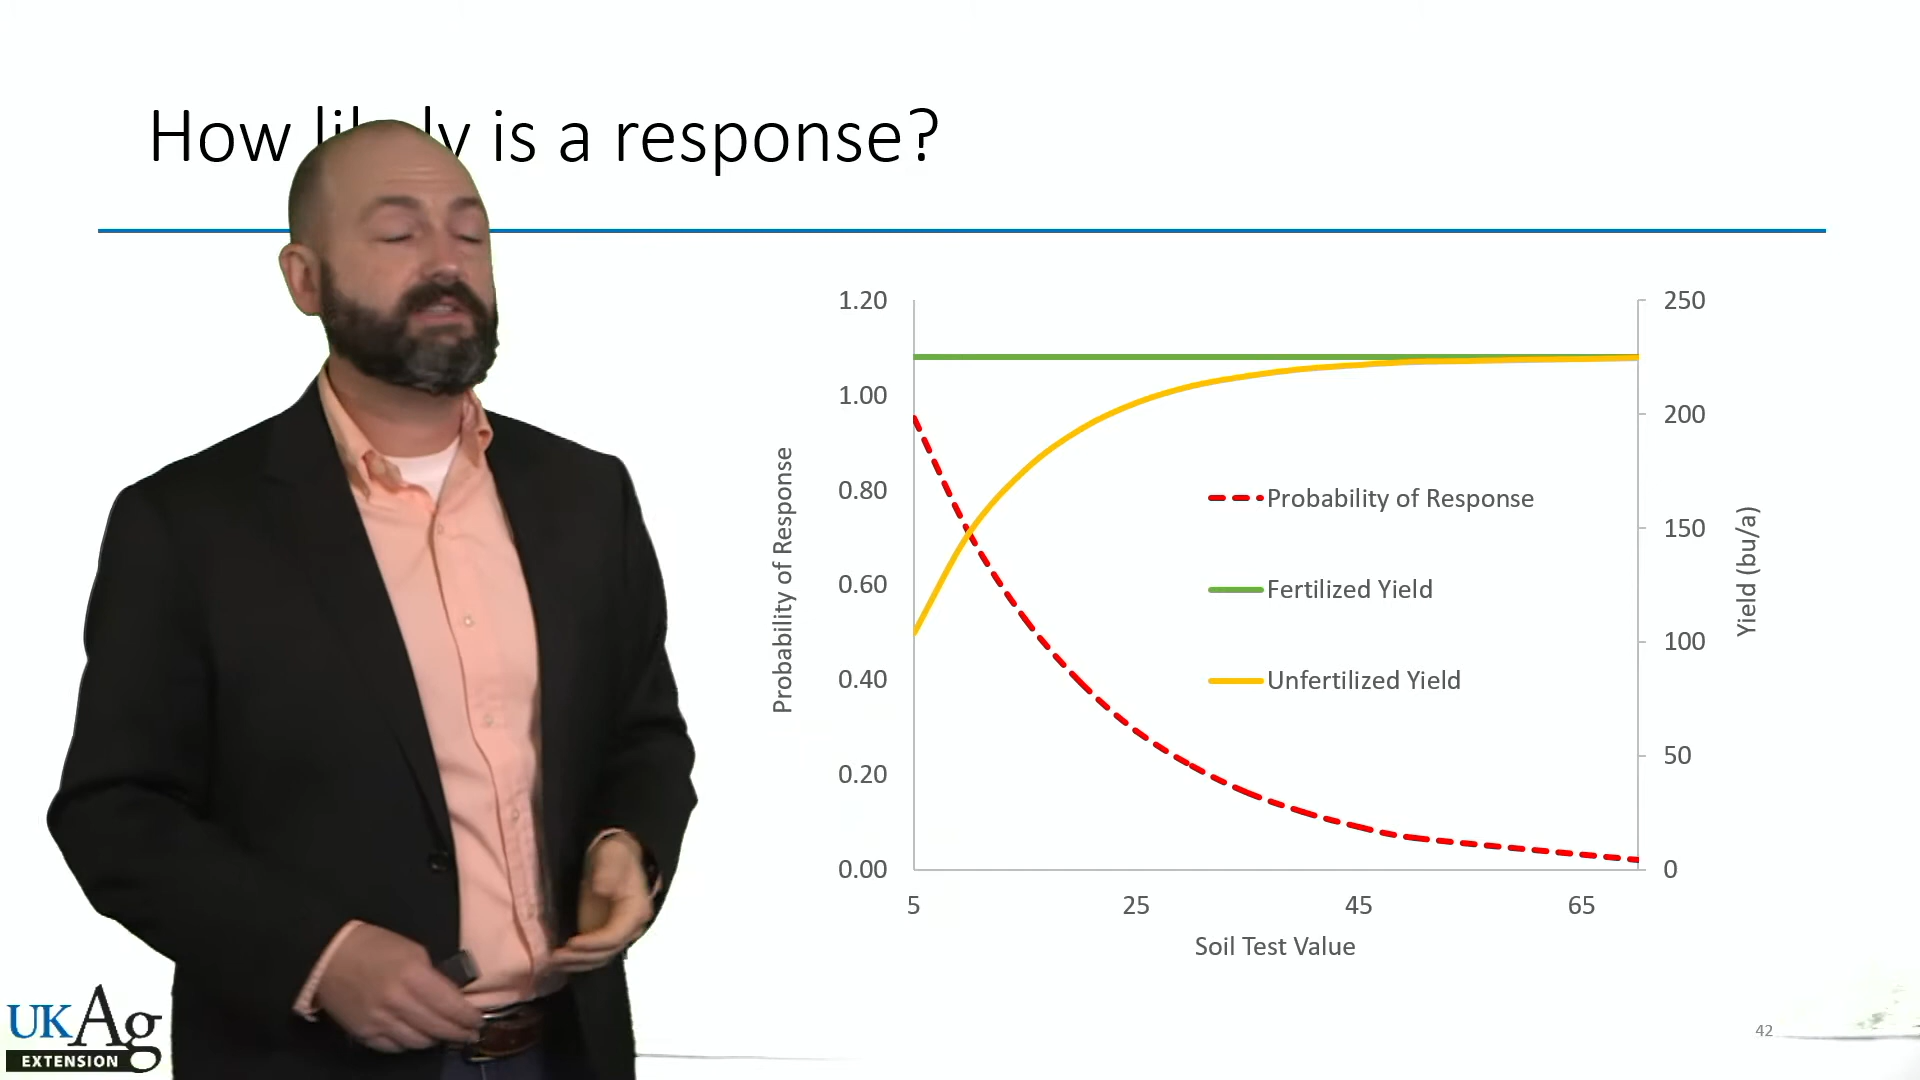 How is a response?
1.20
1.00
0.80
0.60
0.40
0.20
0.00
Probability of Response
250
200
150
100
50
0
Yield (bu/a)
Probability of Response
Fertilized Yield
Unfertilized Yield
5 25 45 65
Soil Test Value
UKAg
EXTENSION
42